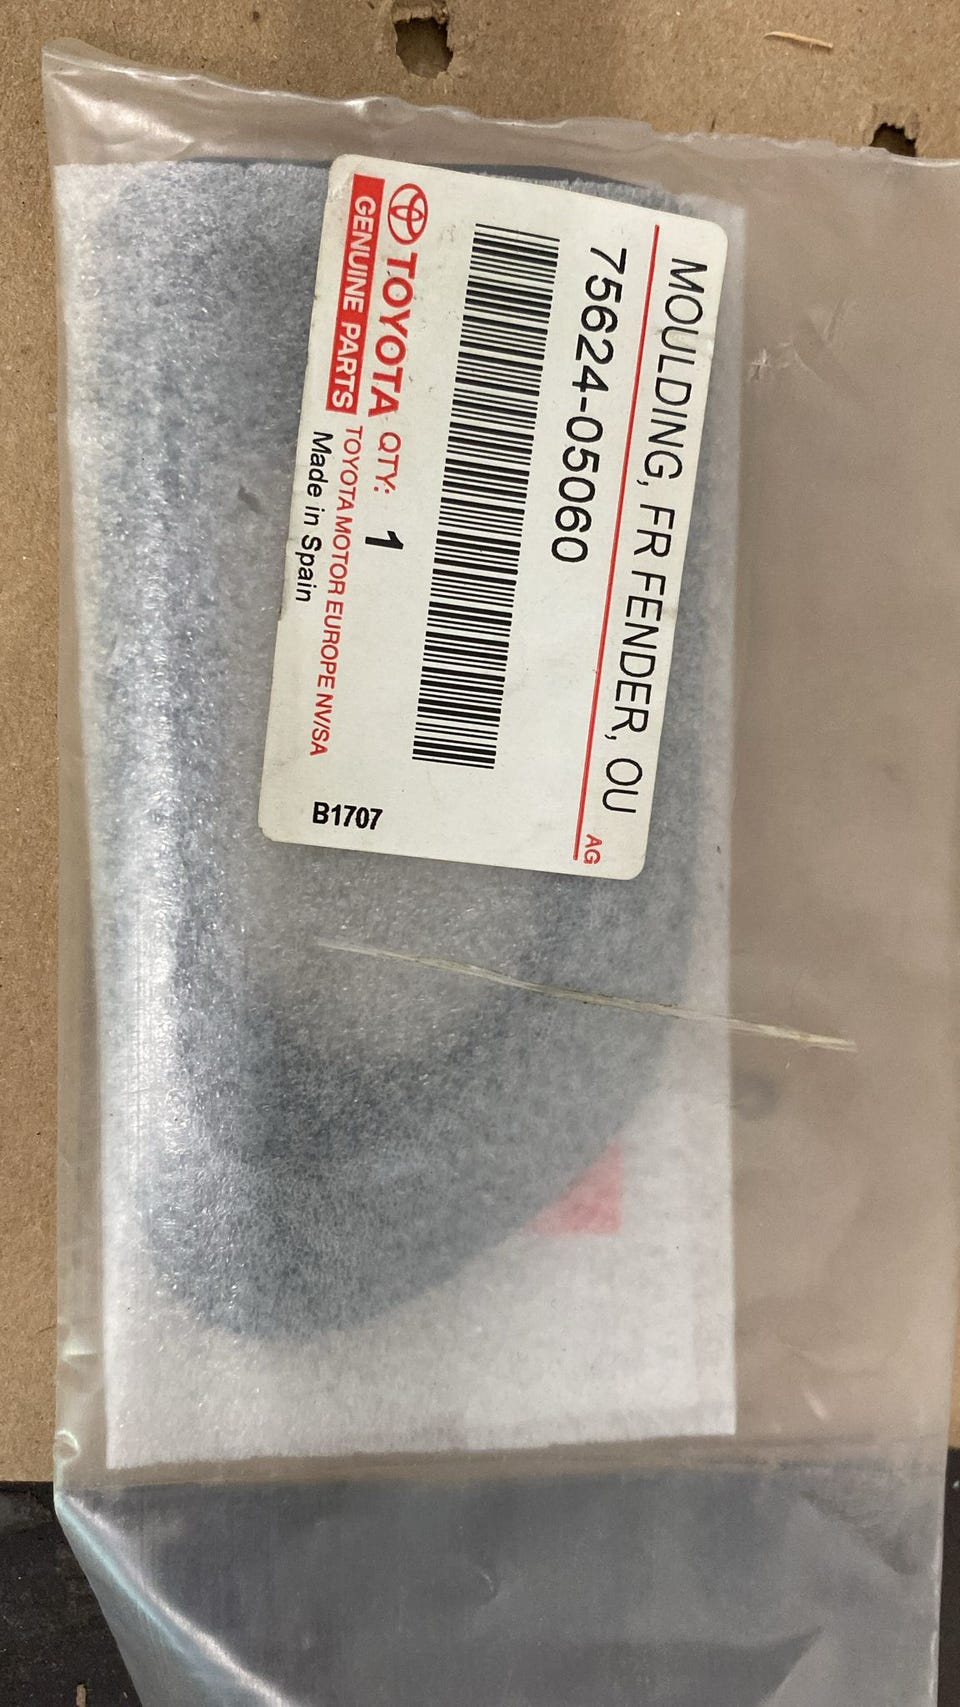 MOULDING, FR FENDER, OU
AG
75624-05060
TOYOTA QTY: 1
GENUINE PARTS TOYOTA MOTOR EUROPE NV/SA
Made in Spain
B1707